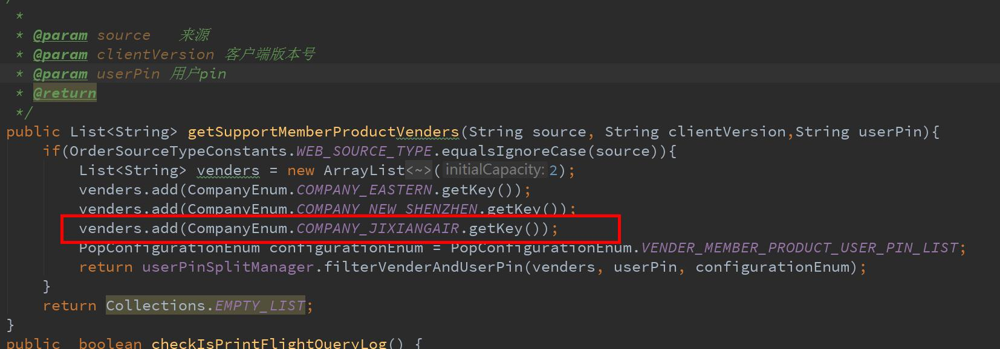 /
*
* @param source 来源
* @param clientVersion 客户端版本号
* @param userPin 用户pin
* @return
*/
public List<String> getSupportMemberProductVenders(String source, String clientVersion,String userPin){
if(OrderSourceTypeConstants.WEB_SOURCE_TYPE.equalsIgnoreCase(source)){
List<String> venders = new ArrayList<~>( initialCapacity: 2);
venders.add(CompanyEnum.COMPANY_EASTERN.getKey());
venders.add(CompanyEnum.COMPANY_NEW_SHENZHEN.getKey());
venders.add(CompanyEnum.COMPANY_JIXIANGAIR.getKey());
PopConfigurationEnum configurationEnum = PopConfigurationEnum.VENDER_MEMBER_PRODUCT_USER_PIN_LIST;
return userPinSplitManager.filterVenderAndUserPin(venders, userPin, configurationEnum);
}
return Collections.EMPTY_LIST;
}
public boolean checkIsPrintFlightQueryLog() {